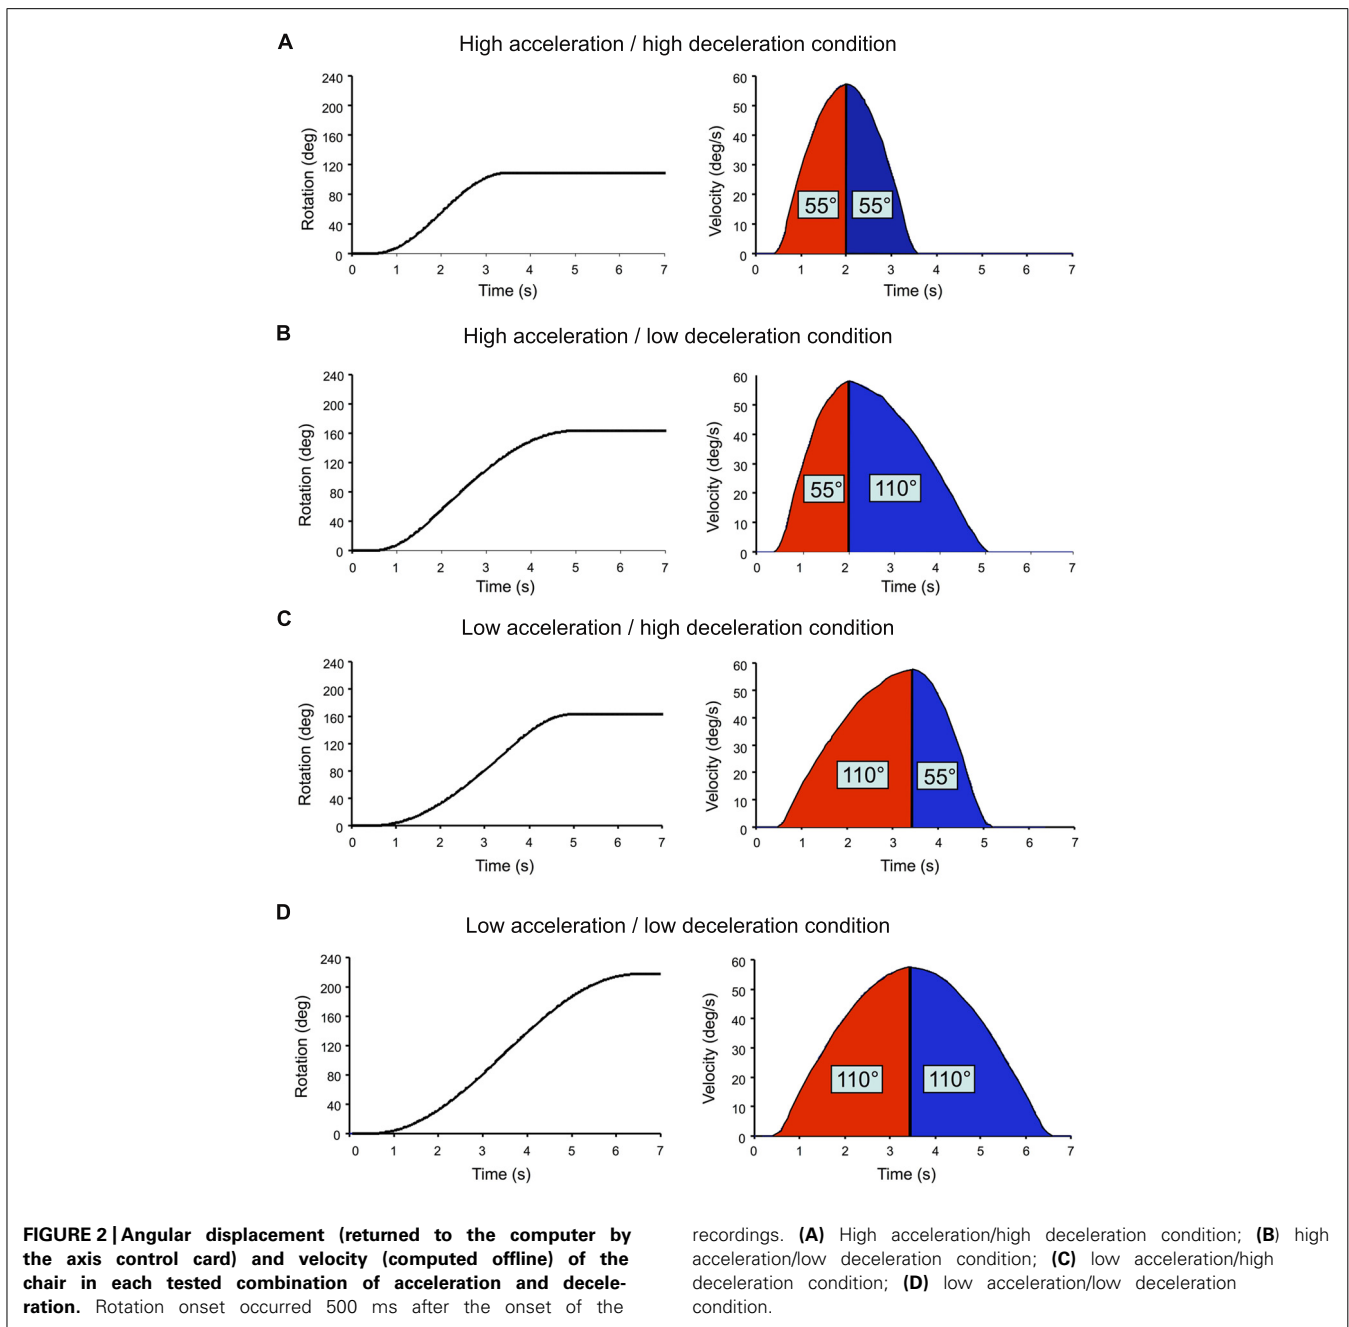 A
High acceleration / high deceleration condition
240
200
160
120
80
40
0
Rotation (deg)
0 1 2 3 4 5 6 7
Time (s)
60
50
40
30
20
10
0
Velocity (deg/s)
55° 55°
0 1 2 3 4 5 6 7
Time (s)
B
High acceleration / low deceleration condition
240
200
160
120
80
40
0
Rotation (deg)
0 1 2 3 4 5 6 7
Time (s)
60
50
40
30
20
10
0
Velocity (deg/s)
55° 110°
0 1 2 3 4 5 6 7
Time (s)
C
Low acceleration / high deceleration condition
240
200
160
120
80
40
0
Rotation (deg)
0 1 2 3 4 5 6 7
Time (s)
60
50
40
30
20
10
0
Velocity (deg/s)
110° 55°
0 1 2 3 4 5 6 7
Time (s)
D
Low acceleration / low deceleration condition
240
200
160
120
80
40
0
Rotation (deg)
0 1 2 3 4 5 6 7
Time (s)
60
50
40
30
20
10
0
Velocity (deg/s)
110° 110°
0 1 2 3 4 5 6 7
Time (s)
FIGURE 2 | Angular displacement (returned to the computer by
the axis control card) and velocity (computed offline) of the
chair in each tested combination of acceleration and decele-
ration. Rotation onset occurred 500 ms after the onset of the
recordings. (A) High acceleration/high deceleration condition; (B) high
acceleration/low deceleration condition; (C) low acceleration/high
deceleration condition; (D) low acceleration/low deceleration
condition.